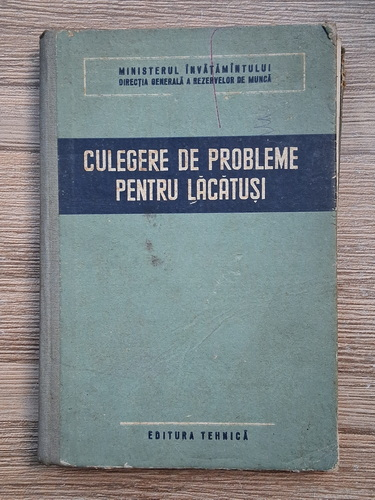 MINISTERUL ÎNVĂȚĂMÎNTULUI
DIRECȚIA GENERALĂ A REZERVELOR DE MUNCĂ
CULEGERE DE PROBLEME
PENTRU LĂCĂTUȘI
EDITURA TEHNICĂ